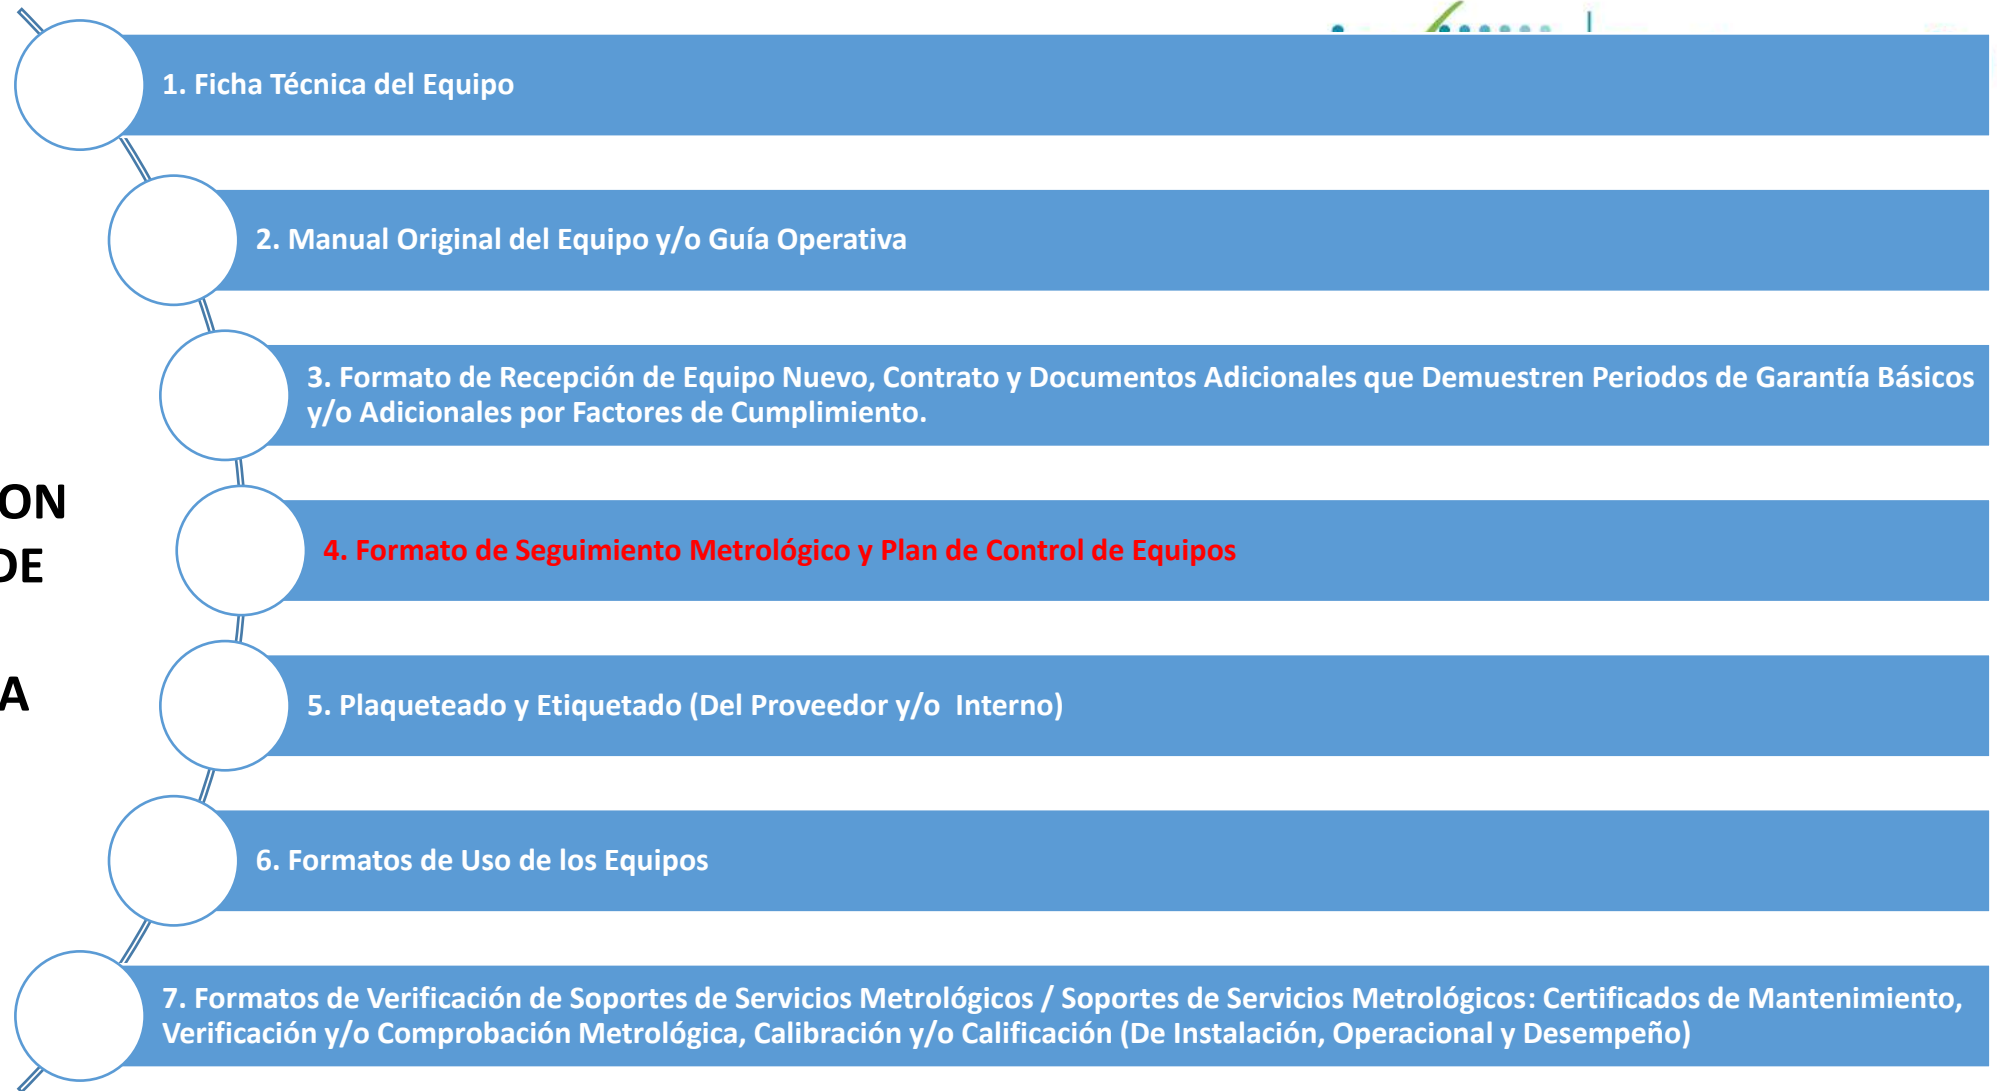 1. Ficha Técnica del Equipo
2. Manual Original del Equipo y/o Guía Operativa
3. Formato de Recepción de Equipo Nuevo, Contrato y Documentos Adicionales que Demuestren Periodos de Garantía Básicos
y/o Adicionales por Factores de Cumplimiento.
ON
DE
4. Formato de Seguimiento Metrológico y Plan de Control de Equipos
A
5. Plaqueteado y Etiquetado (Del Proveedor y/o Interno)
6. Formatos de Uso de los Equipos
7. Formatos de Verificación de Soportes de Servicios Metrológicos / Soportes de Servicios Metrológicos: Certificados de Mantenimiento,
Verificación y/o Comprobación Metrológica, Calibración y/o Calificación (De Instalación, Operacional y Desempeño)